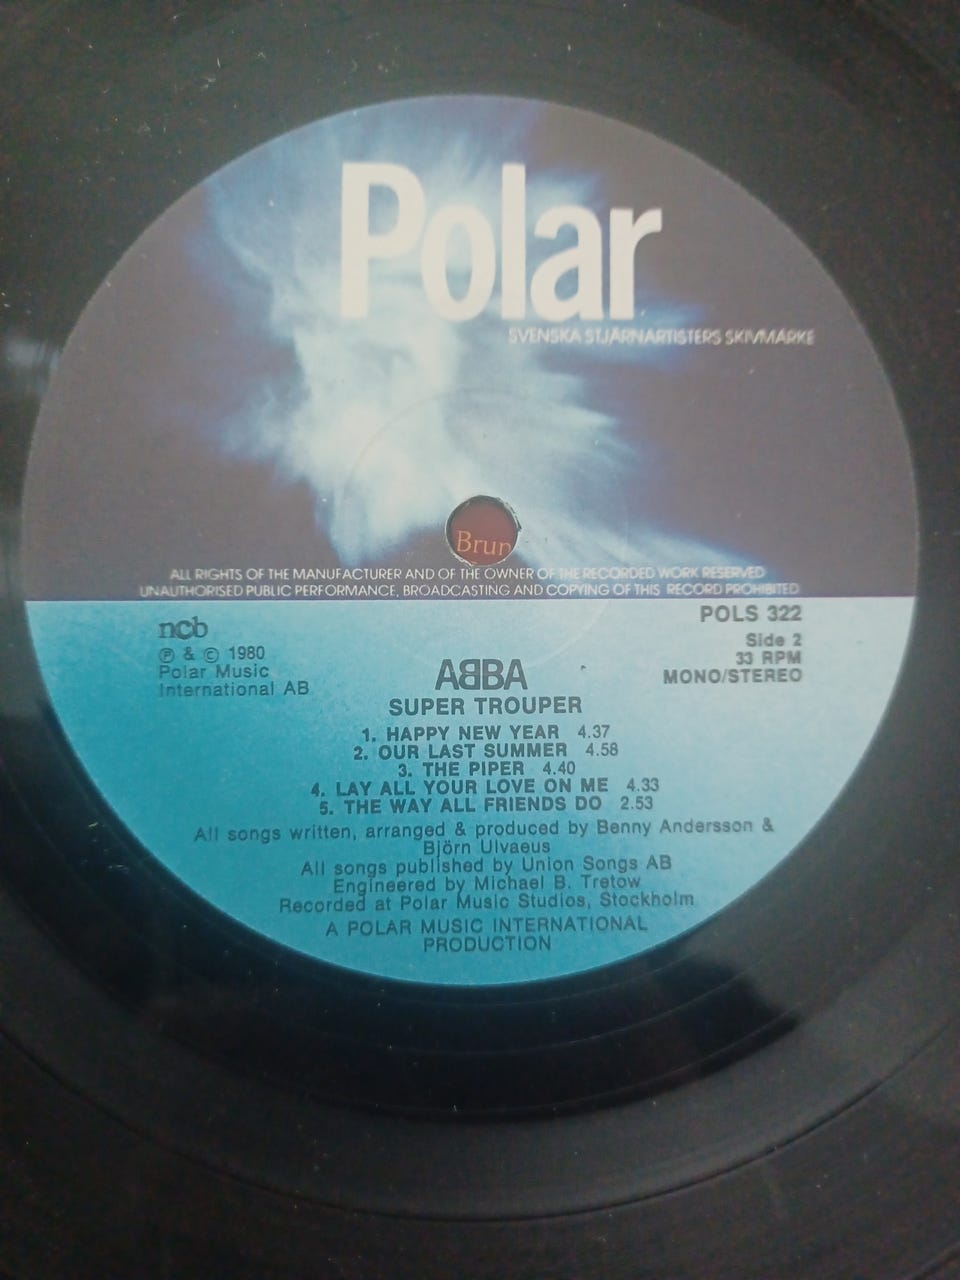 Polar
SVENSKA STJÄRNARTISTERS SKIVMÄRKE
Brun
ALL RIGHTS OF THE MANUFACTURER AND OF THE OWNER OF THE RECORDED WORK RESERVED
UNAUTHORISED PUBLIC PERFORMANCE, BROADCASTING AND COPYING OF THIS RECORD PROHIBITED
ncb
Ⓟ & © 1980
Polar Music
International AB
POLS 322
Side 2
33 RPM
MONO/STEREO
ABBA
SUPER TROUPER
1. HAPPY NEW YEAR 4.37
2. OUR LAST SUMMER 4.58
3. THE PIPER 4.40
4. LAY ALL YOUR LOVE ON ME 4.33
5. THE WAY ALL FRIENDS DO 2.53
All songs written, arranged & produced by Benny Andersson &
Björn Ulvaeus
All songs published by Union Songs AB
Engineered by Michael B. Tretow
Recorded at Polar Music Studios, Stockholm
A POLAR MUSIC INTERNATIONAL
PRODUCTION